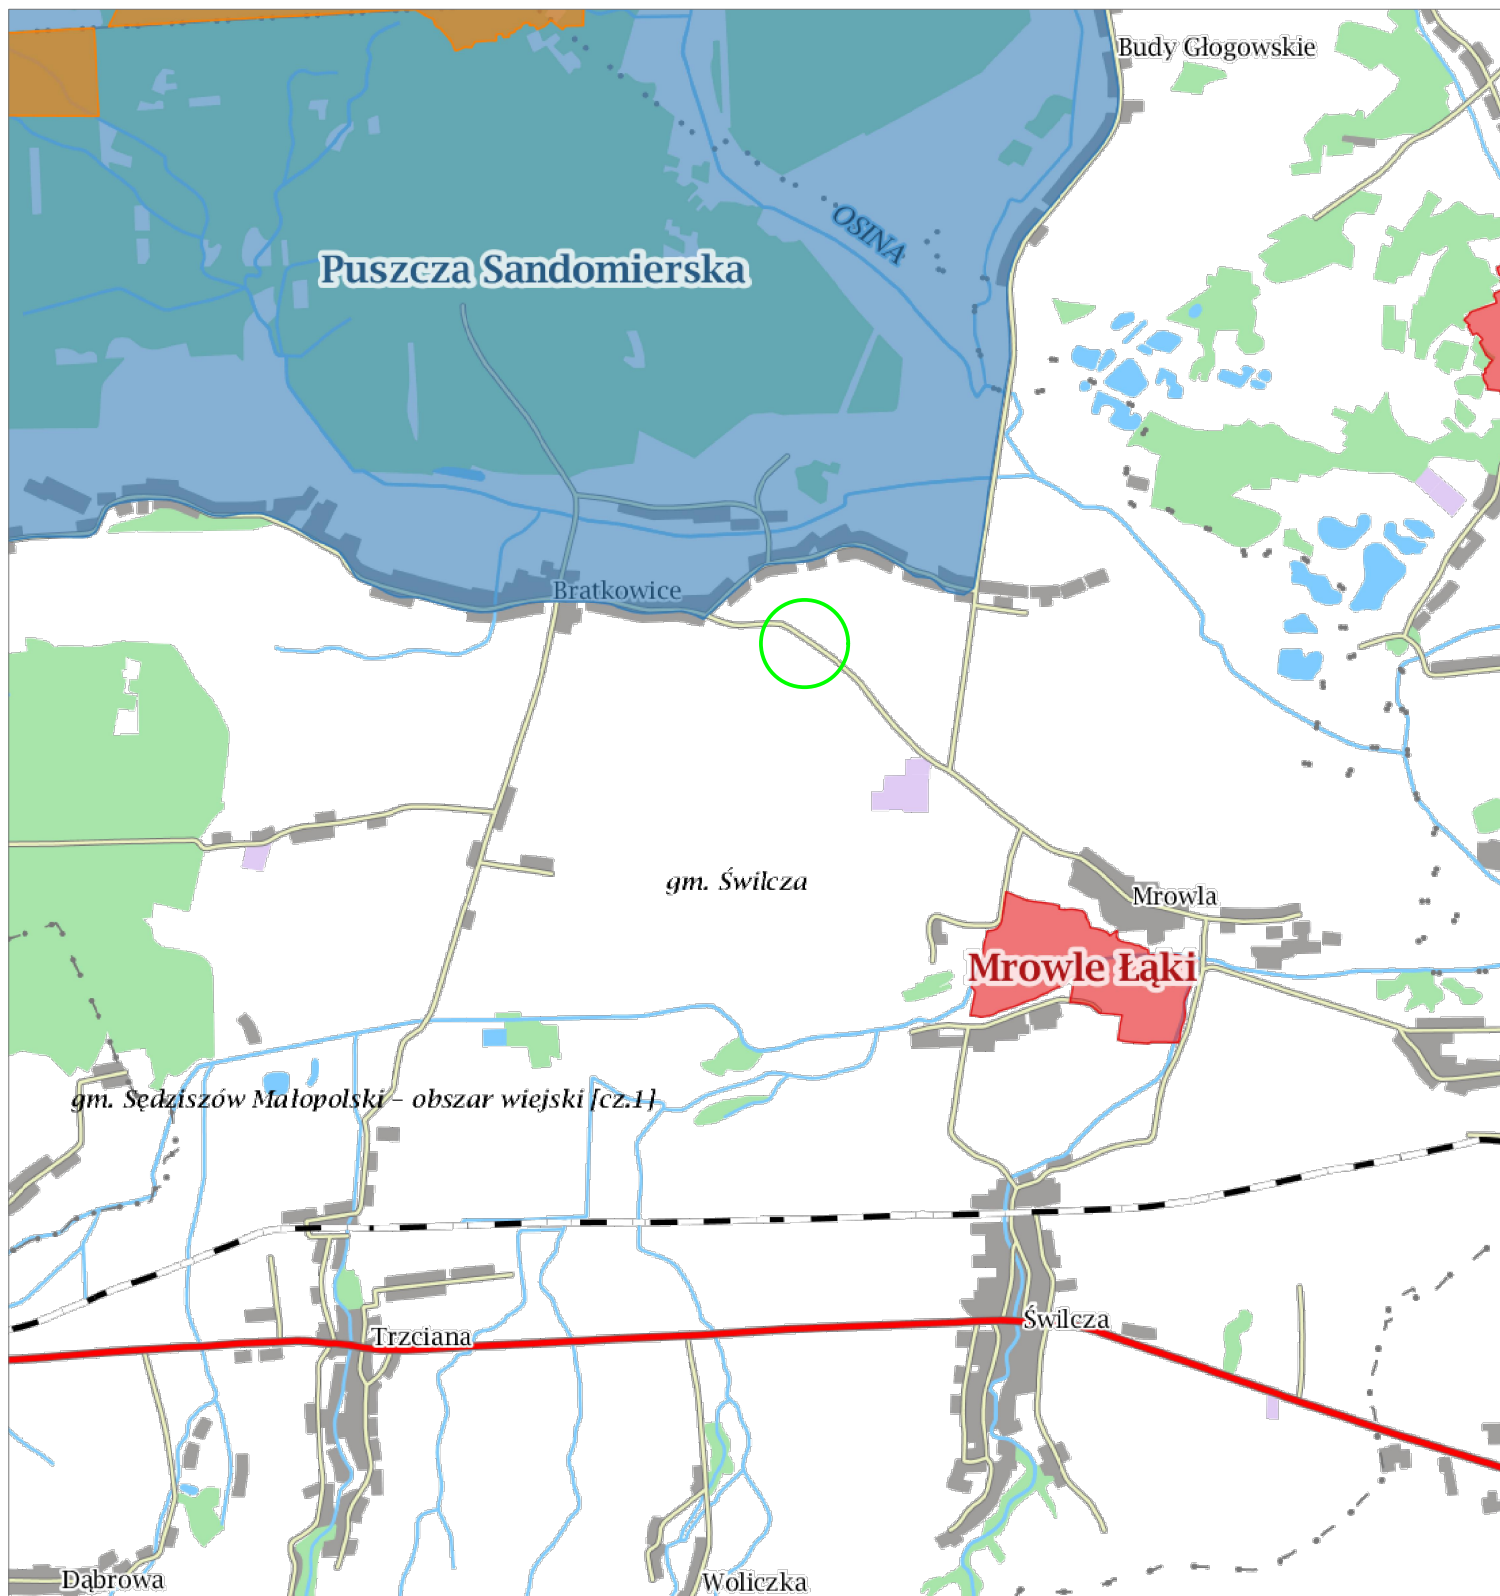 Budy Głogowskie
OSINA
Puszcza Sandomierska
Bratkowice
gm. Świlcza
Mrowla
Mrowle Łąki
gm. Sędziszów Małopolski – obszar wiejski [cz.1]
Świlcza
Trzciana
Dąbrowa
Woliczka